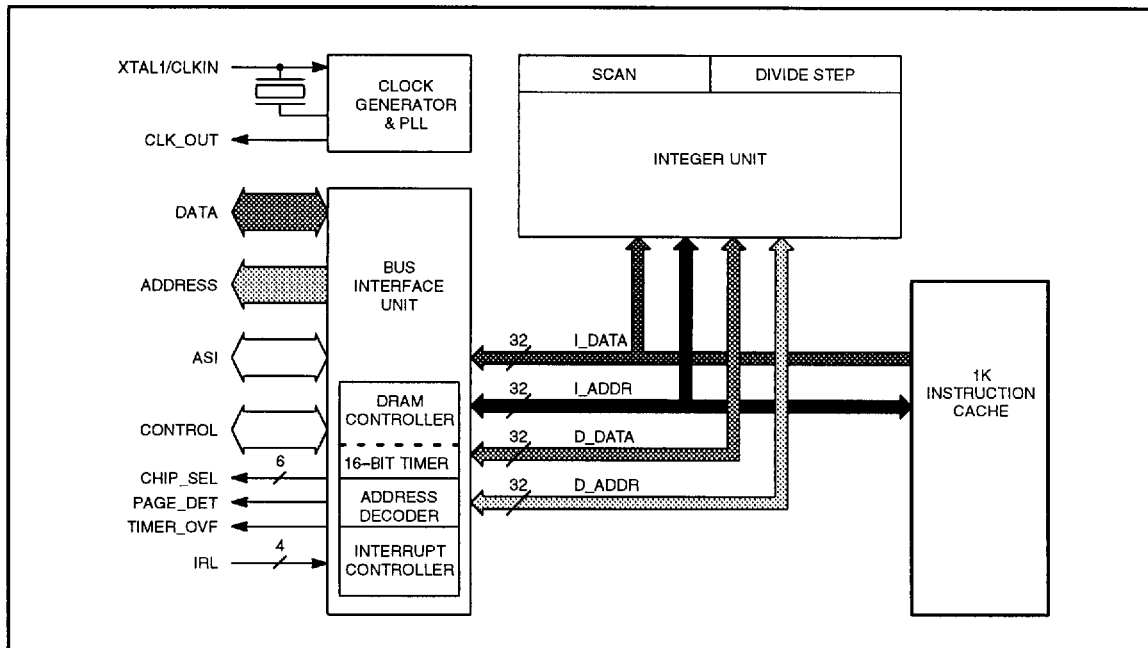 XTAL1/CLKIN
CLK_OUT
CLOCK
GENERATOR
& PLL
SCAN
DIVIDE STEP
INTEGER UNIT
DATA
ADDRESS
ASI
CONTROL
CHIP_SEL
6
PAGE_DET
TIMER_OVF
IRL
4
BUS
INTERFACE
UNIT
DRAM
CONTROLLER
16-BIT TIMER
ADDRESS
DECODER
INTERRUPT
CONTROLLER
32 I_DATA
32 I_ADDR
32 D_DATA
32 D_ADDR
1K
INSTRUCTION
CACHE